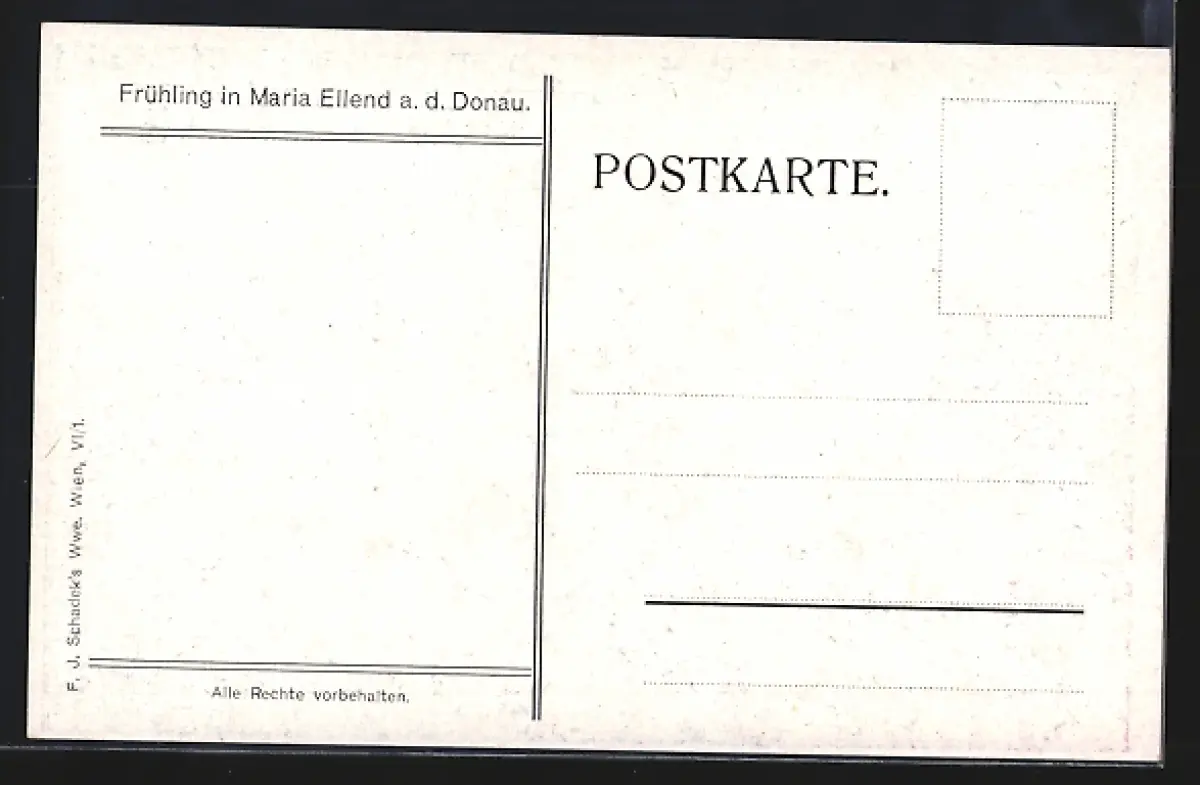 Frühling in Maria Ellend a. d. Donau.
POSTKARTE.
F. J. Schadek's Wwe. Wien, VI/1.
Alle Rechte vorbehalten.